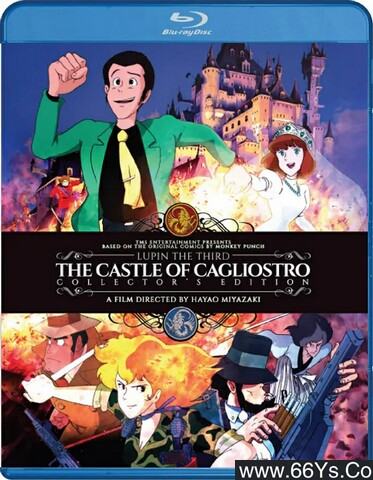 Blu-ray Disc
TMS ENTERTAINMENT PRESENTS
BASED ON THE ORIGINAL COMICS BY MONKEY PUNCH
LUPIN THE THIRD
THE CASTLE OF CAGLIOSTRO
COLLECTOR'S EDITION
A FILM DIRECTED BY HAYAO MIYAZAKI
www.66Ys.Co